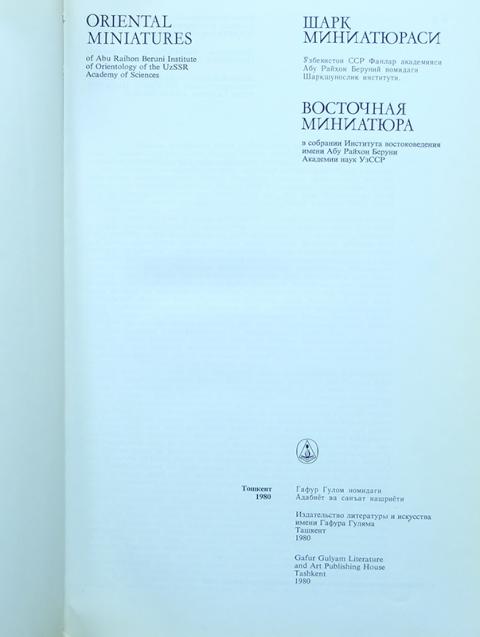 ORIENTAL
MINIATURES
of Abu Raihon Beruni Institute
of Orientology of the UzSSR
Academy of Sciences
ШАРҚ
МИНИАТЮРАСИ
Ўзбекистон ССР Фанлар академияси
Абу Райҳон Беруний номидаги
Шарқшунослик институти.
ВОСТОЧНАЯ
МИНИАТЮРА
в собрании Института востоковедения
имени Абу Райхон Беруни
Академии наук УзССР
Тошкент
1980
Ғафур Ғулом номидаги
Адабиёт ва санъат нашриёти
Издательство литературы и искусства
имени Гафура Гуляма
Ташкент
1980
Gafur Gulyam Literature
and Art Publishing House
Tashkent
1980